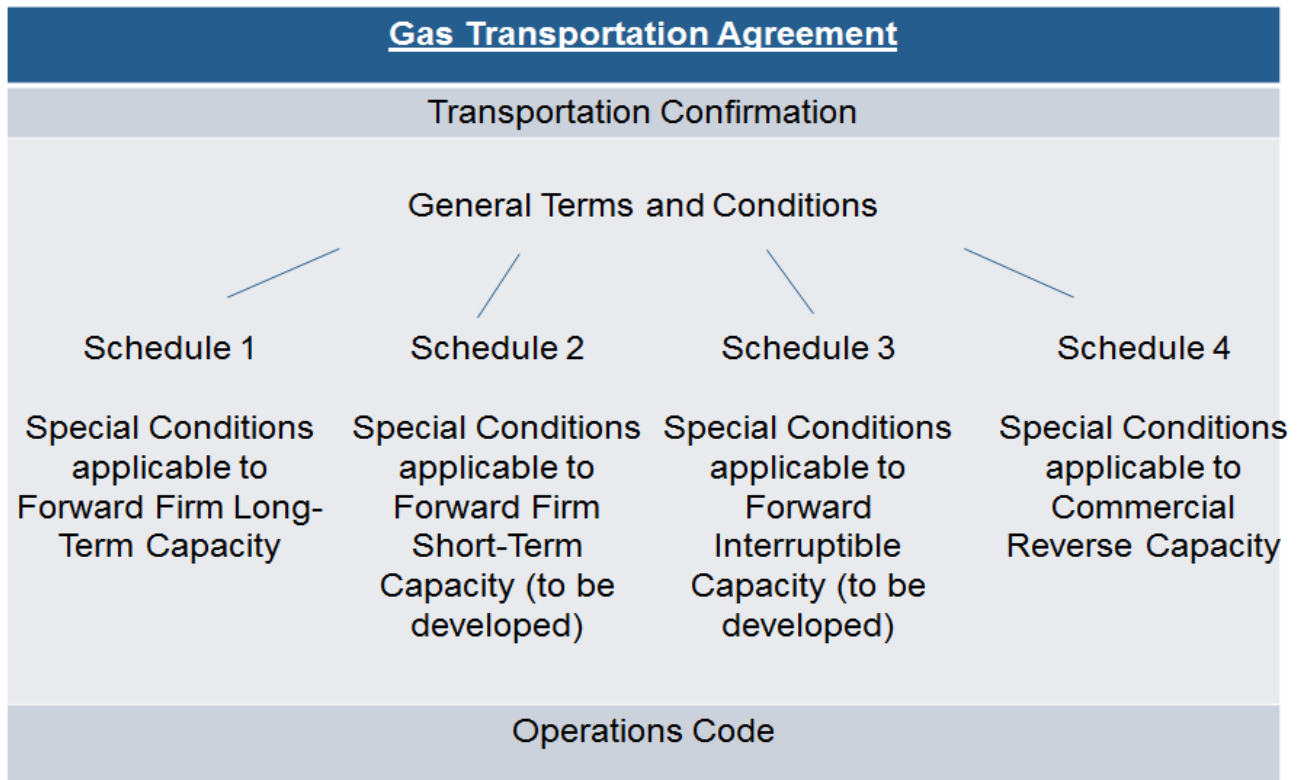 Gas Transportation Agreement
Transportation Confirmation
General Terms and Conditions
Schedule 1
Special Conditions
applicable to
Forward Firm Long-
Term Capacity
Schedule 2
Special Conditions
applicable to
Forward Firm
Short-Term
Capacity (to be
developed)
Schedule 3
Special Conditions
applicable to
Forward
Interruptible
Capacity (to be
developed)
Schedule 4
Special Conditions
applicable to
Commercial
Reverse Capacity
Operations Code